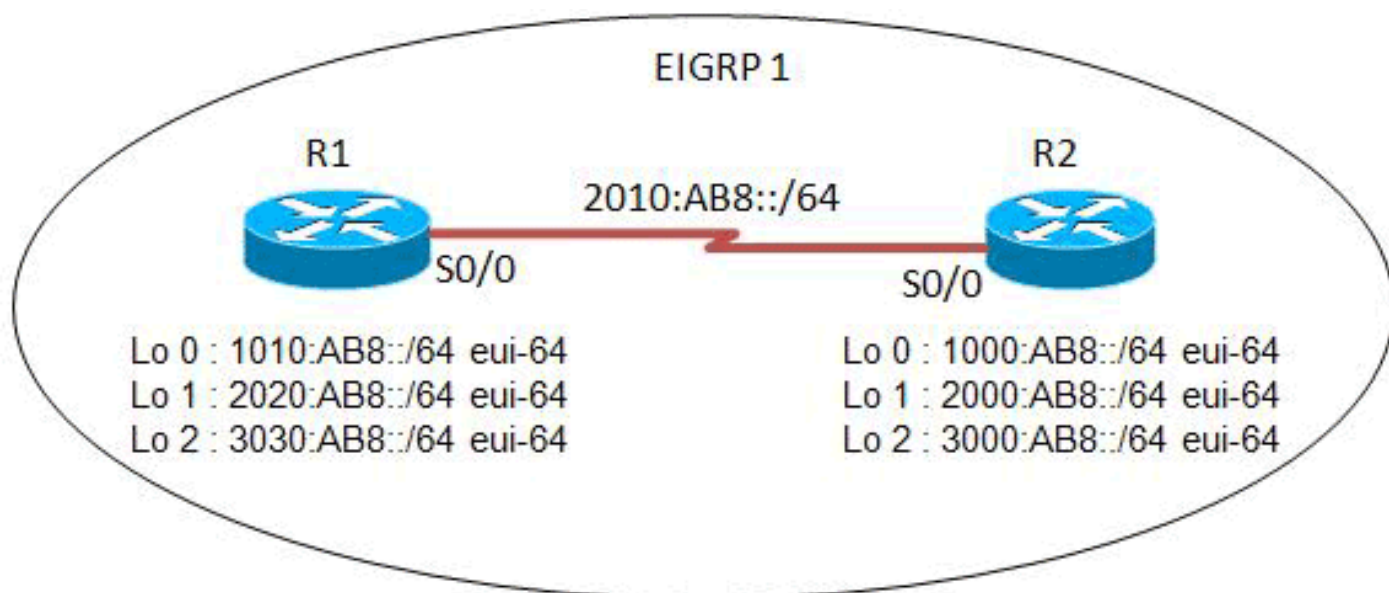 EIGRP 1
R1
R2
2010:AB8::/64
S0/0
S0/0
Lo 0 : 1010:AB8::/64 eui-64
Lo 1 : 2020:AB8::/64 eui-64
Lo 2 : 3030:AB8::/64 eui-64
Lo 0 : 1000:AB8::/64 eui-64
Lo 1 : 2000:AB8::/64 eui-64
Lo 2 : 3000:AB8::/64 eui-64